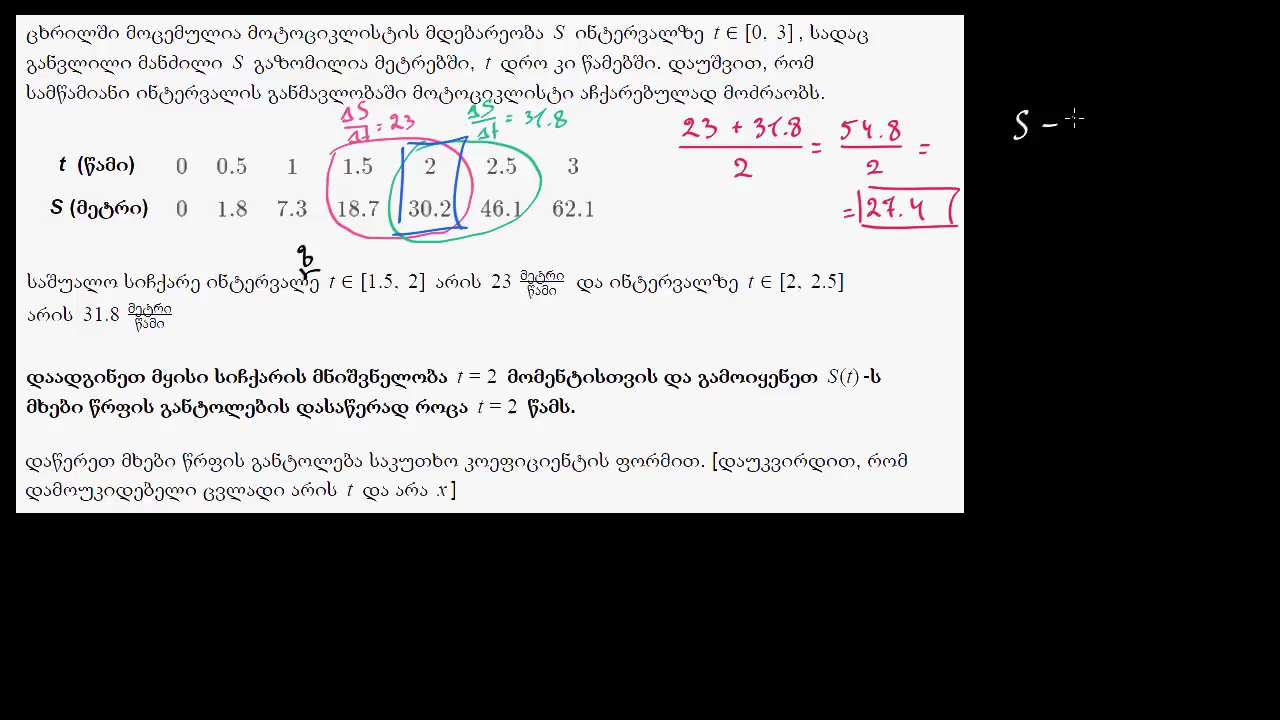 ცხრილში მოცემულია მოტოციკლისტის მდებარეობა S ინტერვალზე t ∈ [0, 3] , სადაც
განვლილი მანძილი S გაზომილია მეტრებში, t დრო კი წამებში. დაუშვით, რომ
სამწამიანი ინტერვალის განმავლობაში მოტოციკლისტი აჩქარებულად მოძრაობს.
ΔS/Δt = 23 ΔS/Δt = 31.8
23 + 31.8 / 2 = 54.8 / 2 =
= 27.4
S –
t (წამი) 0 0.5 1 1.5 2 2.5 3
S (მეტრი) 0 1.8 7.3 18.7 30.2 46.1 62.1
ზ
საშუალო სიჩქარე ინტერვალე t ∈ [1.5, 2] არის 23 მეტრი/წამი და ინტერვალზე t ∈ [2, 2.5]
არის 31.8 მეტრი/წამი
დაადგინეთ მყისი სიჩქარის მნიშვნელობა t = 2 მომენტისთვის და გამოიყენეთ S(t) -ს
მხები წრფის განტოლების დასაწერად როცა t = 2 წამს.
დაწერეთ მხები წრფის განტოლება საკუთხო კოეფიციენტის ფორმით. [დაუკვირდით, რომ
დამოუკიდებელი ცვლადი არის t და არა x ]